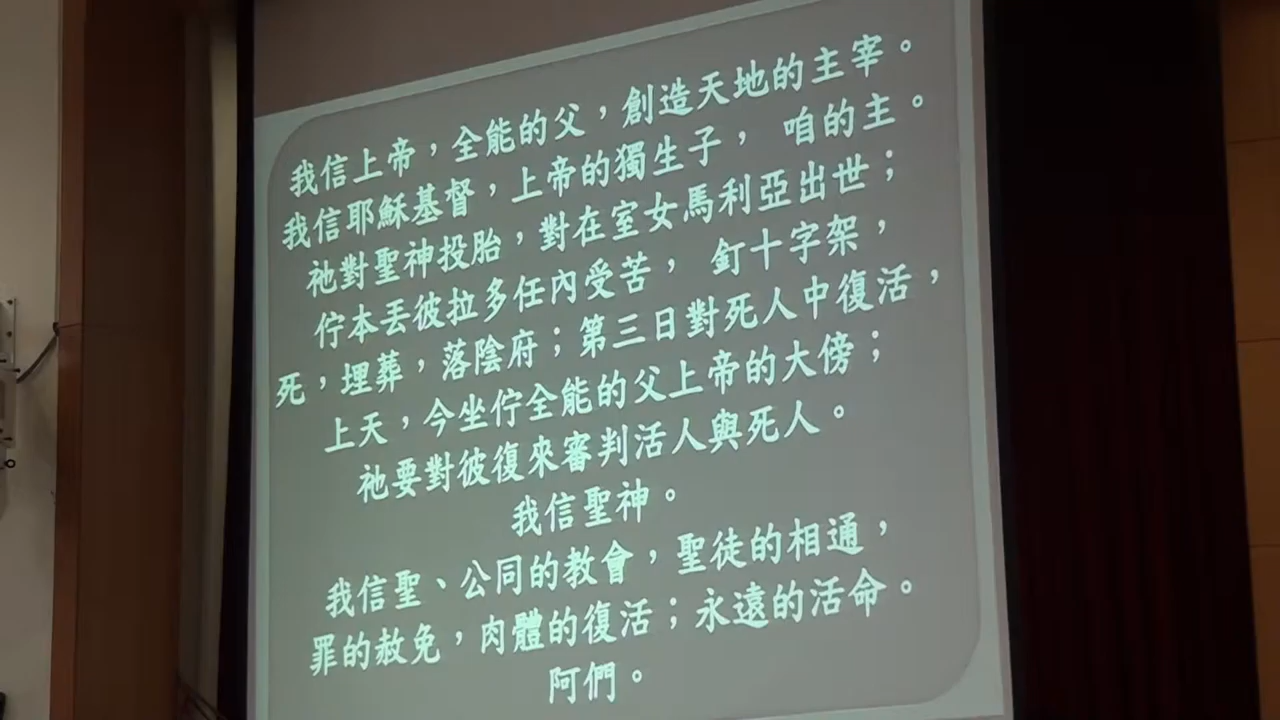 我信上帝，全能的父，創造天地的主宰。
我信耶穌基督，上帝的獨生子， 咱的主。
祂對聖神投胎，對在室女馬利亞出世；
佇本丟彼拉多任內受苦， 釘十字架，
死，埋葬，落陰府；第三日對死人中復活，
上天，今坐佇全能的父上帝的大傍；
祂要對彼復來審判活人與死人。
我信聖神。
我信聖、公同的教會，聖徒的相通，
罪的赦免，肉體的復活；永遠的活命。
阿們。